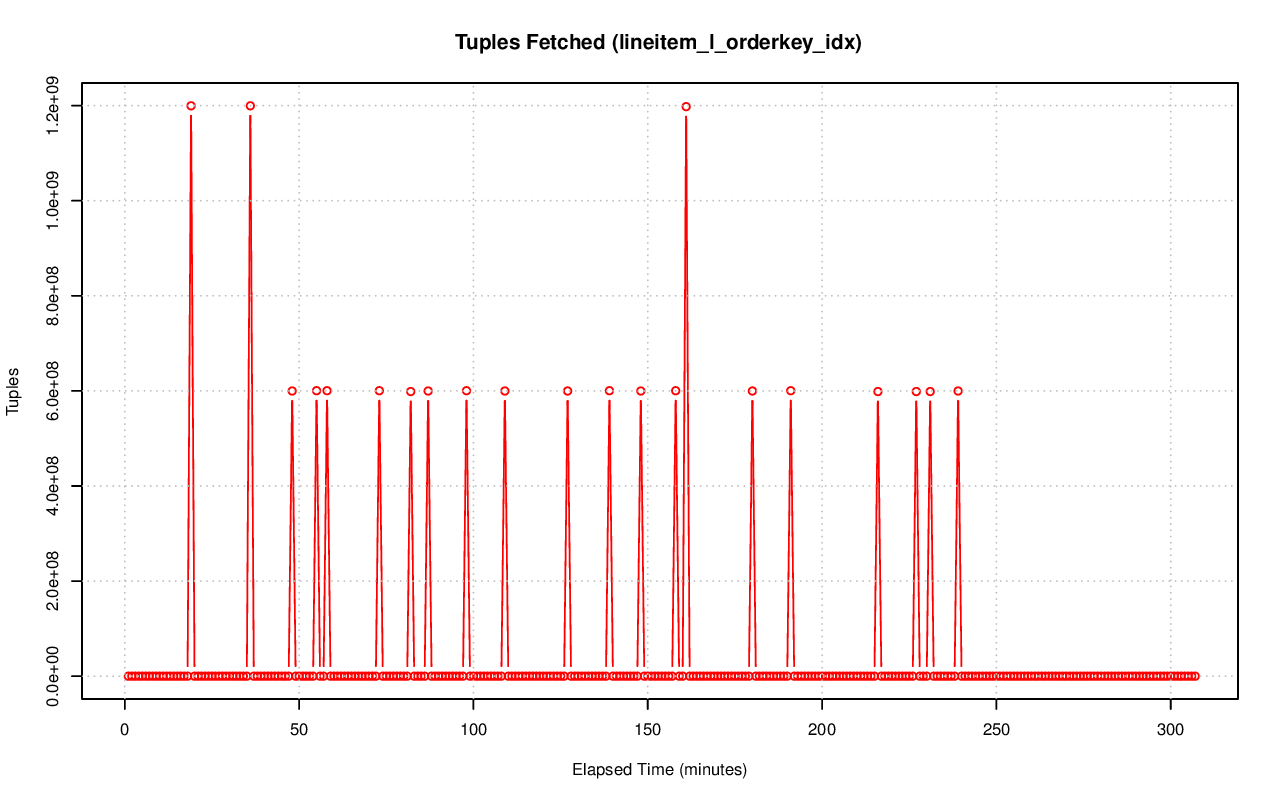 Tuples Fetched (lineitem_l_orderkey_idx)
Tuples
1.2e+09
1.0e+09
8.0e+08
6.0e+08
4.0e+08
2.0e+08
0.0e+00
0 50 100 150 200 250 300
Elapsed Time (minutes)